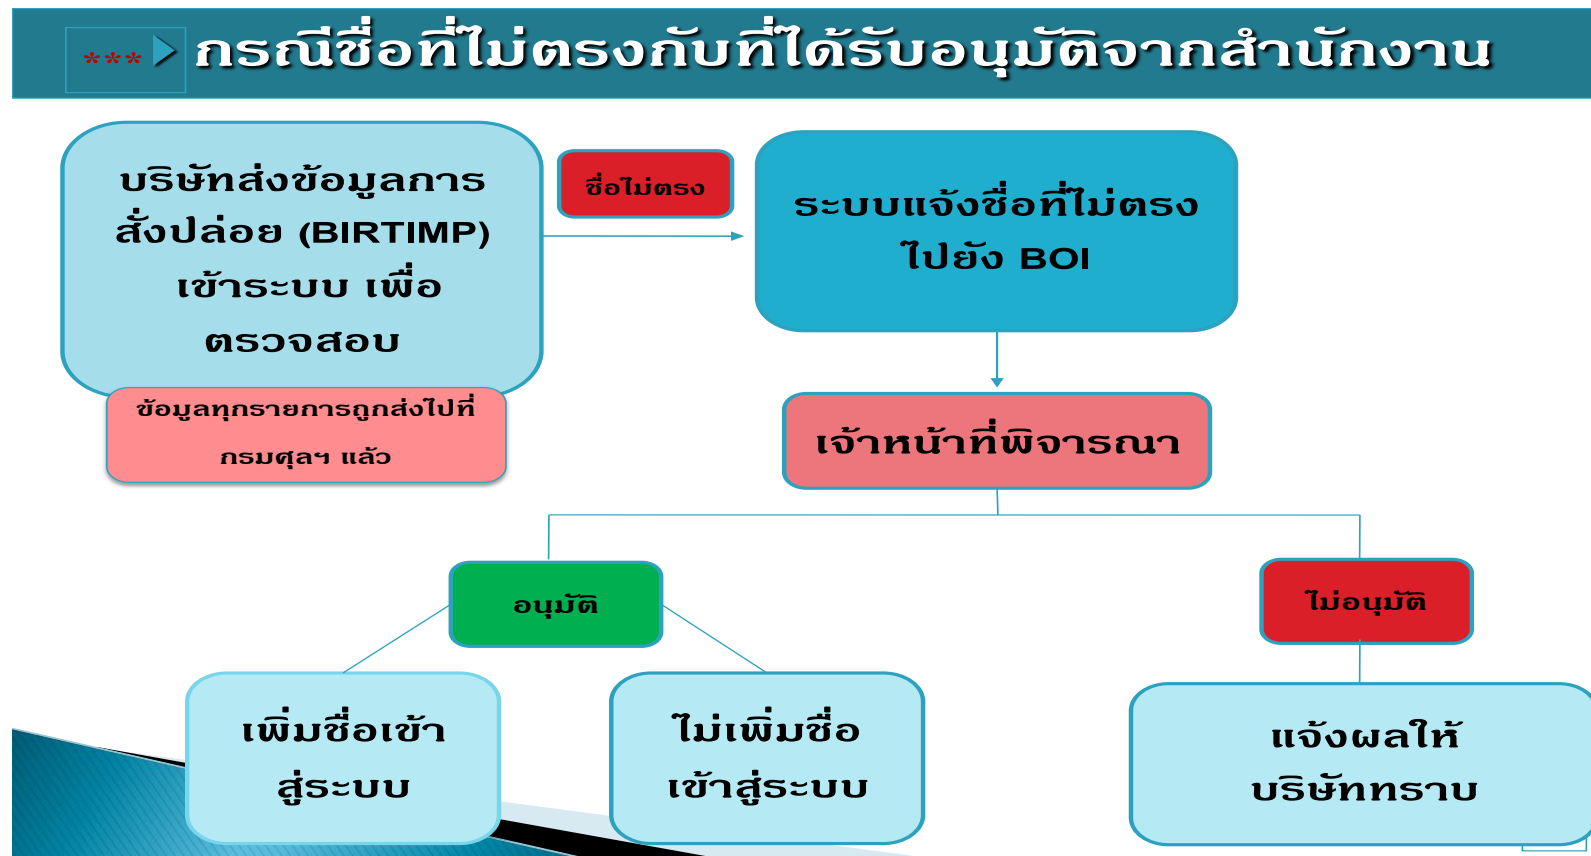 *** กรณีชื่อที่ไม่ตรงกับที่ได้รับอนุมัติจากสำนักงาน
บริษัทส่งข้อมูลการ
สั่งปล่อย (BIRTIMP)
เข้าระบบ เพื่อ
ตรวจสอบ
ข้อมูลทุกรายการถูกส่งไปที่
กรมศุลฯ แล้ว
ชื่อไม่ตรง
ระบบแจ้งชื่อที่ไม่ตรง
ไปยัง BOI
เจ้าหน้าที่พิจารณา
อนุมัติ
ไม่อนุมัติ
เพิ่มชื่อเข้า
สู่ระบบ
ไม่เพิ่มชื่อ
เข้าสู่ระบบ
แจ้งผลให้
บริษัททราบ